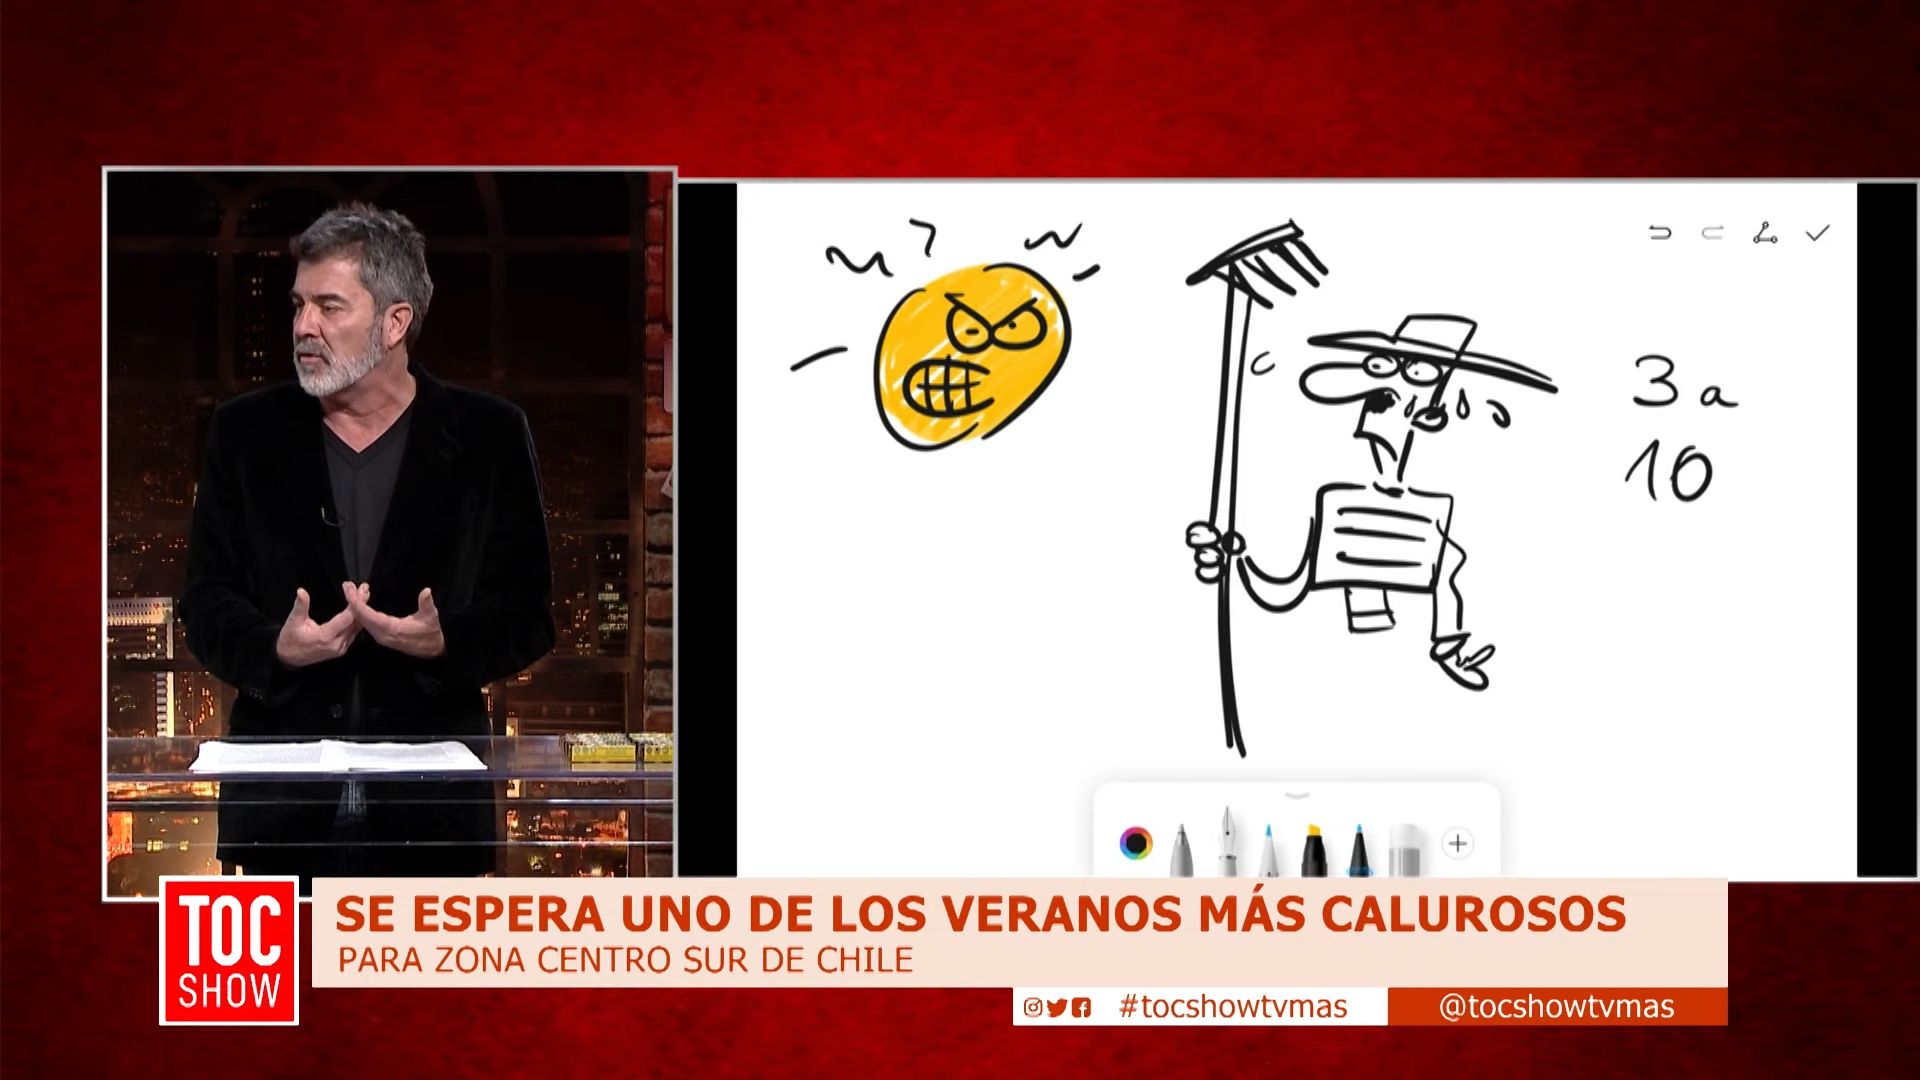 3 a
10
TOC
SHOW
SE ESPERA UNO DE LOS VERANOS MÁS CALUROSOS
PARA ZONA CENTRO SUR DE CHILE
#tocshowtvmas
@tocshowtvmas